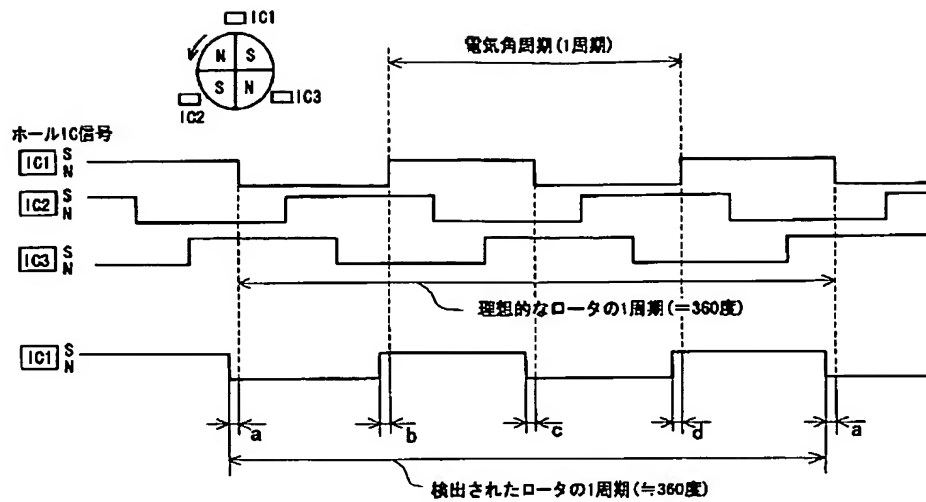 IC1
電気角周期(1周期)
N S
S N
IC2
IC3
ホールIC信号
IC1 S N
IC2 S N
IC3 S N
理想的なロータの1周期(=360度)
IC1 S N
a b c d a
検出されたロータの1周期(≒360度)